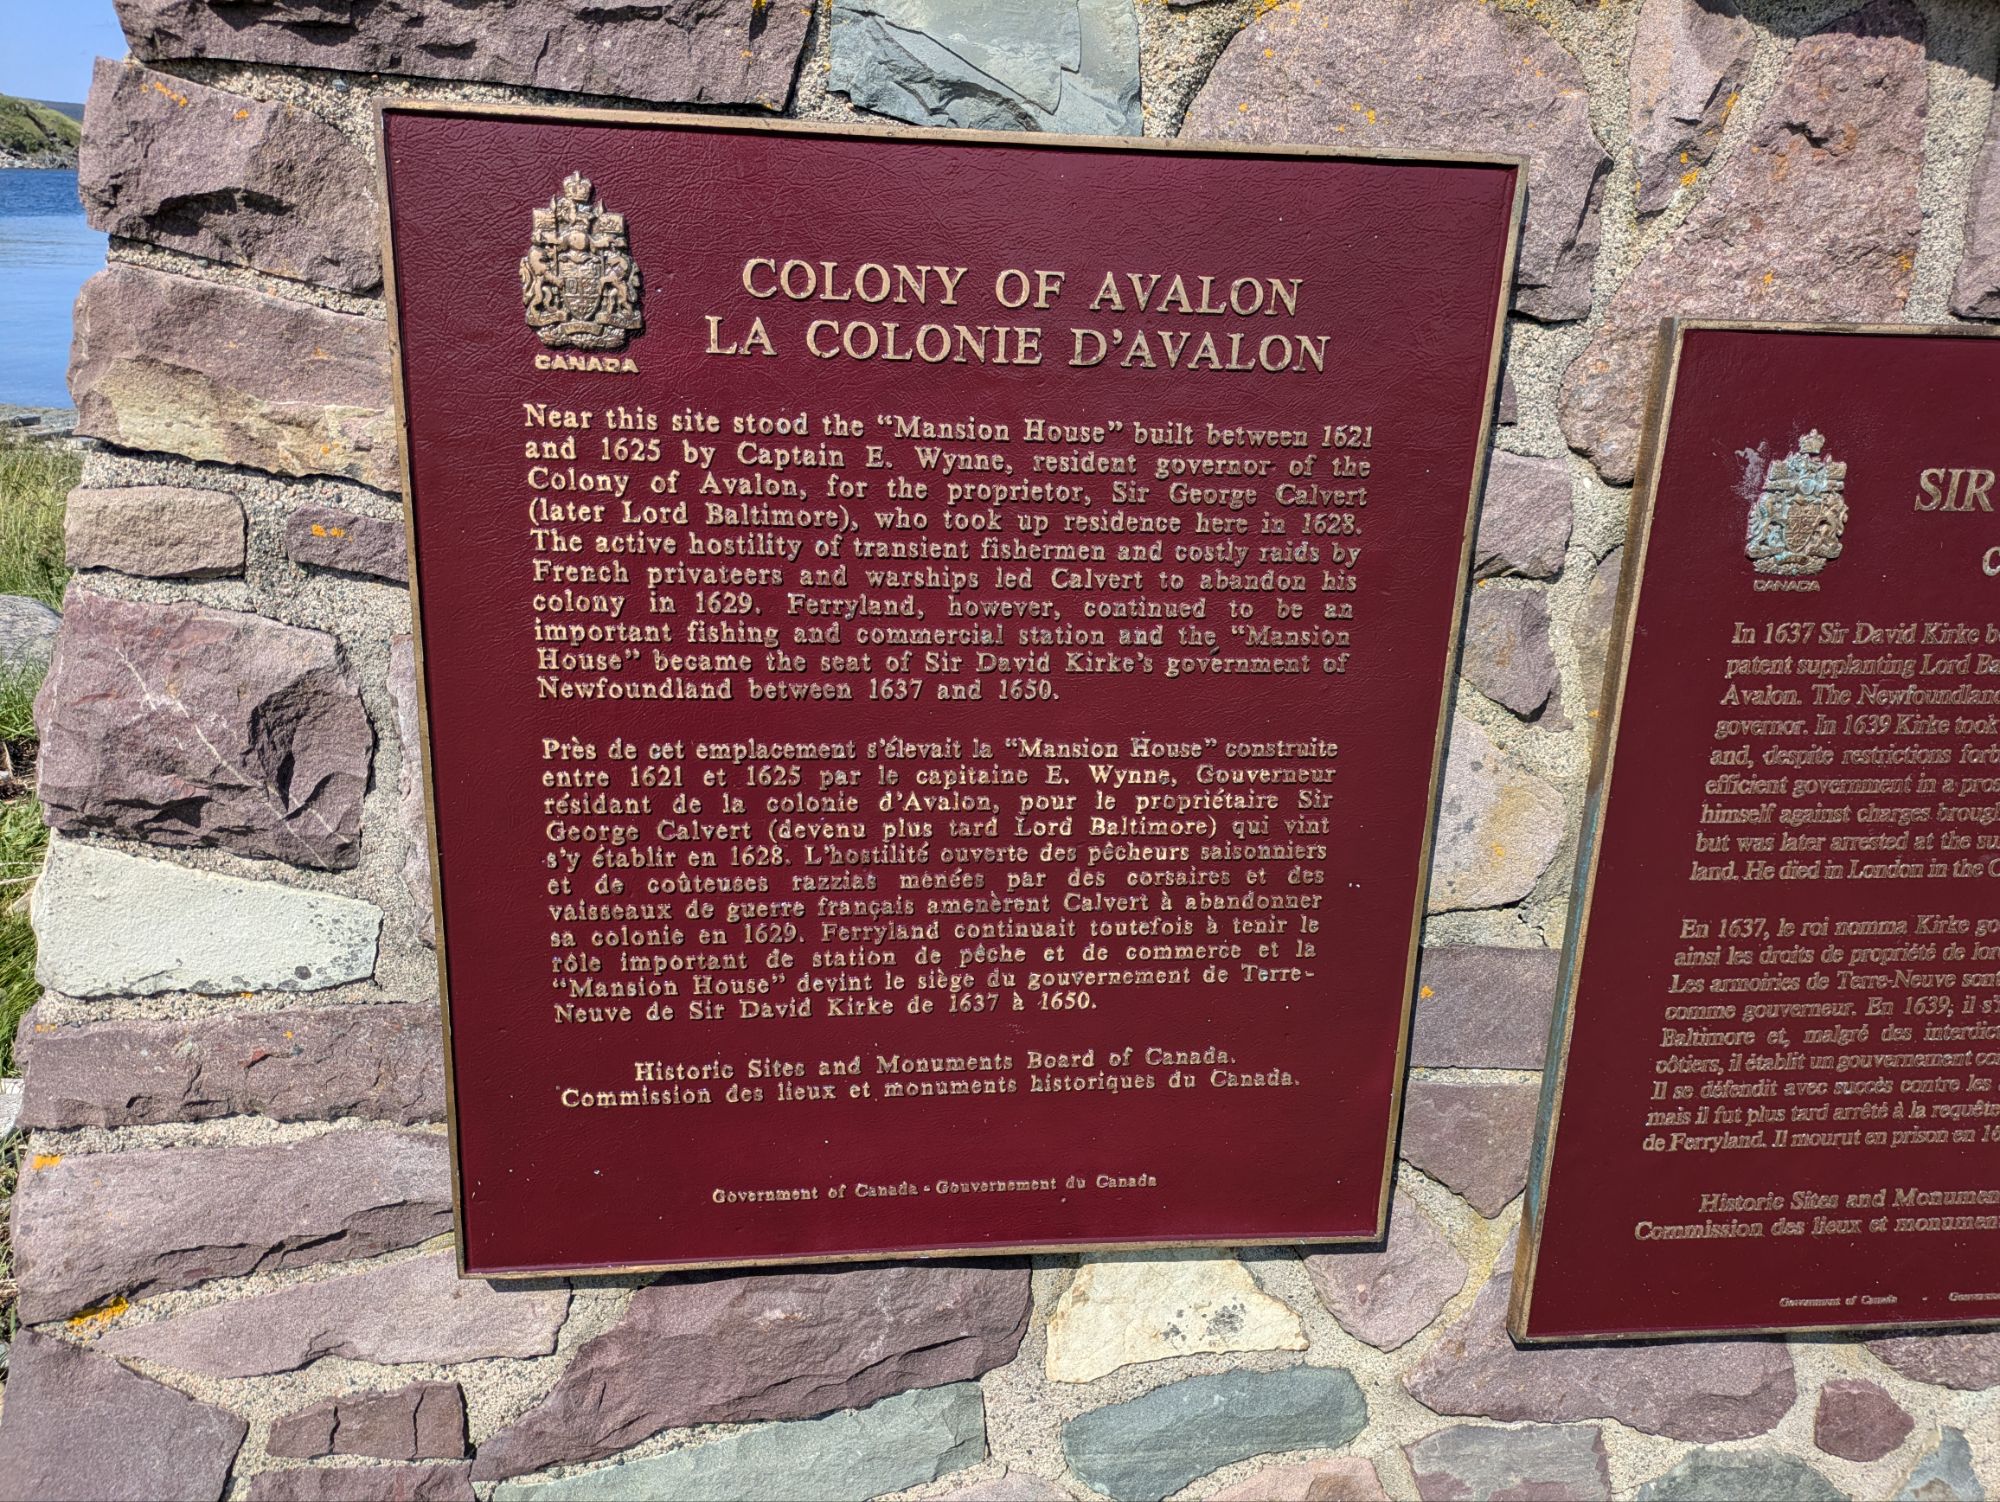 CANADA
COLONY OF AVALON
LA COLONIE D'AVALON
Near this site stood the "Mansion House" built between 1621
and 1625 by Captain E. Wynne, resident governor of the
Colony of Avalon, for the proprietor, Sir George Calvert
(later Lord Baltimore), who took up residence here in 1628.
The active hostility of transient fishermen and costly raids by
French privateers and warships led Calvert to abandon his
colony in 1629. Ferryland, however, continued to be an
important fishing and commercial station and the "Mansion
House" became the seat of Sir David Kirke's government of
Newfoundland between 1637 and 1650.
Près de cet emplacement s'élevait la "Mansion House" construite
entre 1621 et 1625 par le capitaine E. Wynne, Gouverneur
résidant de la colonie d'Avalon, pour le propriétaire Sir
George Calvert (devenu plus tard Lord Baltimore) qui vint
s'y établir en 1628. L'hostilité ouverte des pêcheurs saisonniers
et de coûteuses razzias menées par des corsaires et des
vaisseaux de guerre français amenèrent Calvert à abandonner
sa colonie en 1629. Ferryland continuait toutefois à tenir le
rôle important de station de pêche et de commerce et la
"Mansion House" devint le siège du gouvernement de Terre-
Neuve de Sir David Kirke de 1637 à 1650.
Historic Sites and Monuments Board of Canada.
Commission des lieux et monuments historiques du Canada.
Government of Canada - Gouvernement du Canada
CANADA
SIR
In 1637 Sir David Kirke
patent supplanting Lord
Avalon. The Newfoundland
governor. In 1639 Kirke took
and, despite restrictions
efficient government in a
himself against charges
but was later arrested at the
land. He died in London in the
En 1637, le roi nomma Kirke
ainsi les droits de propriété de
Les armoiries de Terre-Neuve sont
comme gouverneur. En 1639; il
Baltimore et, malgré des
côtiers, il établit un gouvernement
Il se défendit avec succès contre les
mais il fut plus tard arrêté à la requête
de Ferryland. Il mourut en prison en
Historic Sites and
Commission des lieux et
Government of Canada -